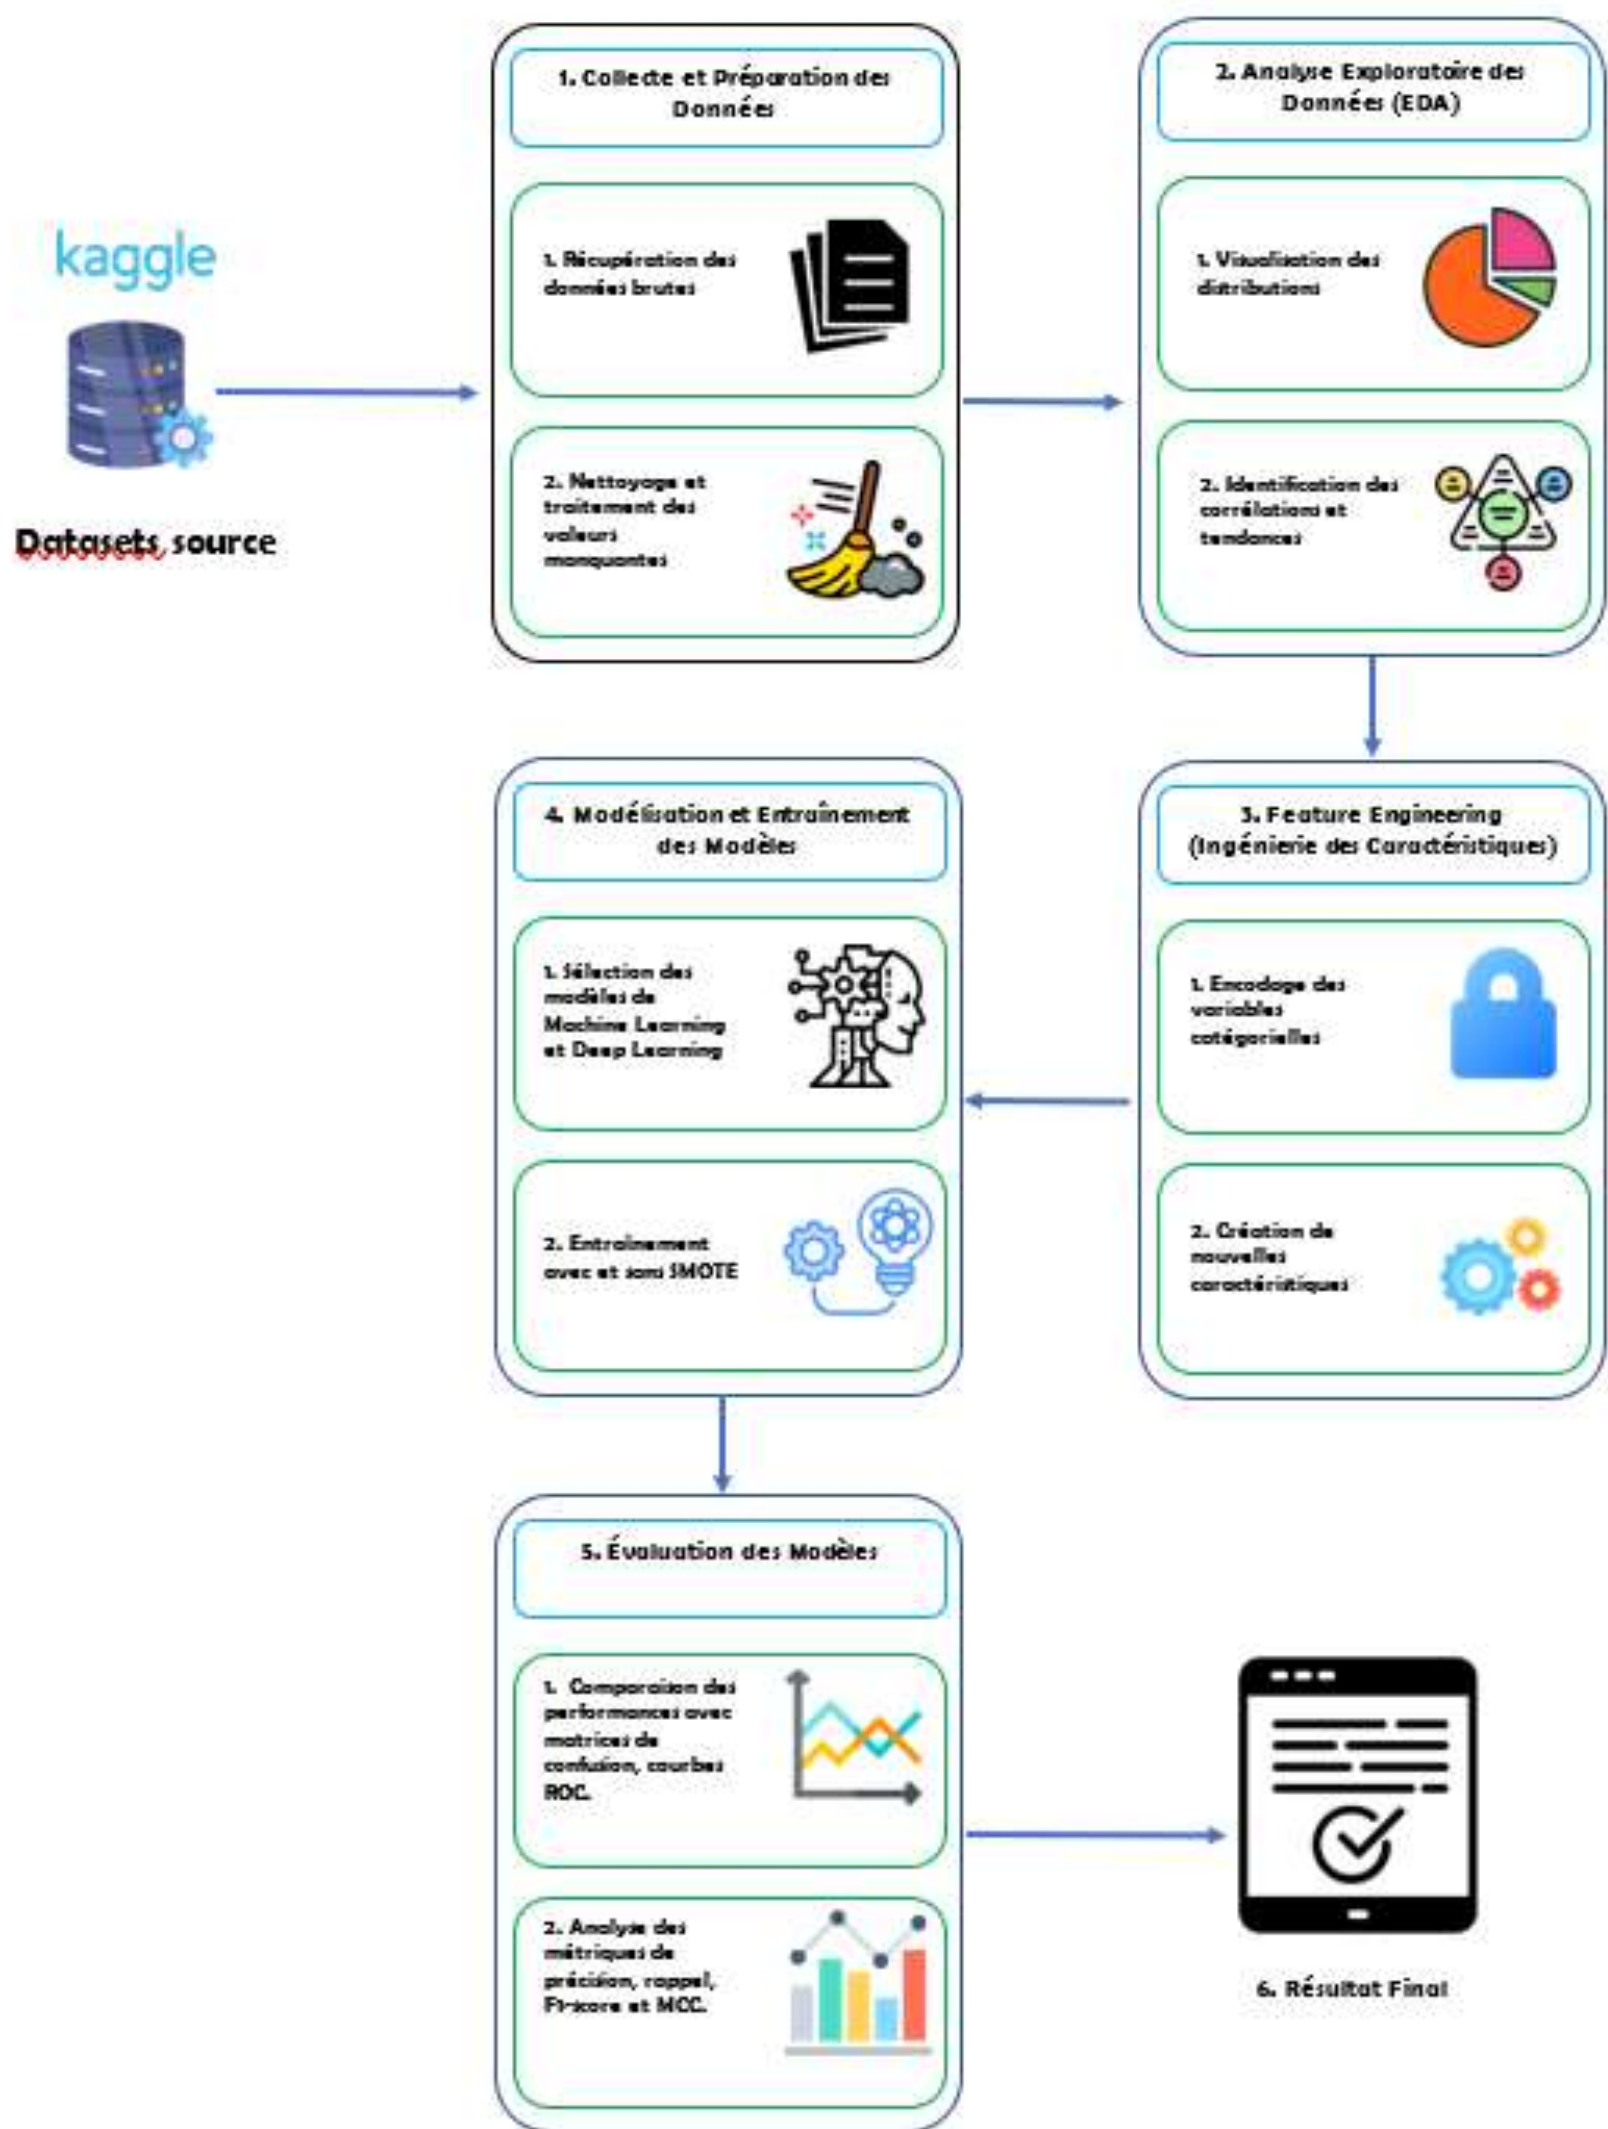 kaggle
Datasets source
1. Collecte et Préparation des
Données
1. Récupération des
données brutes
2. Nettoyage et
traitement des
valeurs
manquantes
2. Analyse Exploratoire des
Données (EDA)
1. Visualisation des
distributions
2. Identification des
corrélations et
tendances
3. Feature Engineering
(Ingénierie des Caractéristiques)
1. Encodage des
variables
catégorielles
2. Création de
nouvelles
caractéristiques
4. Modélisation et Entraînement
des Modèles
1. Sélection des
modèles de
Machine Learning
et Deep Learning
2. Entraînement
avec et sans SMOTE
5. Évaluation des Modèles
1. Comparaison des
performances avec
matrices de
confusion, courbes
ROC.
2. Analyse des
métriques de
précision, rappel,
F1-score et MCC.
6. Résultat Final